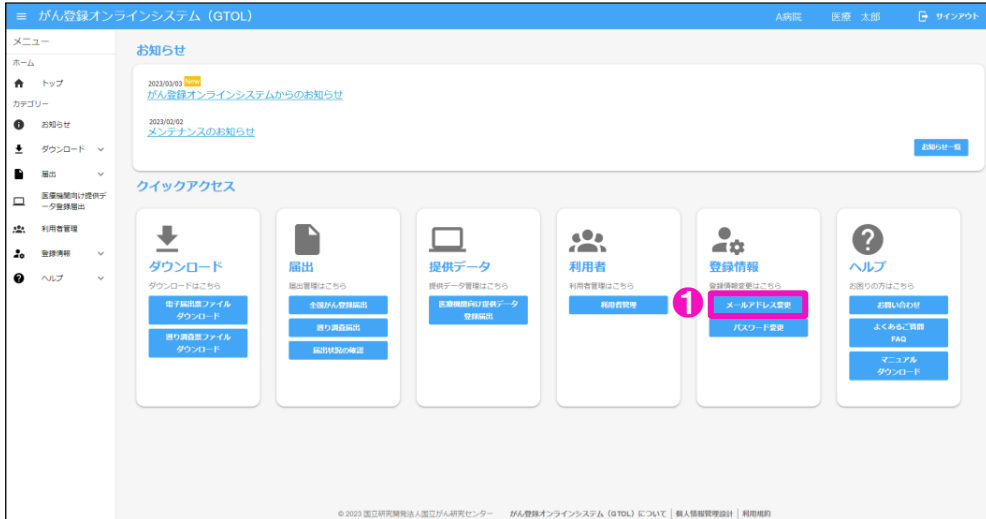 がん登録オンラインシステム（GTOL）
A病院
医療 太郎
サインアウト
メニュー
ホーム
トップ
カテゴリー
お知らせ
ダウンロード
届出
医療機関向け提供デ
ータ登録届出
利用者管理
登録情報
ヘルプ
お知らせ
2023/03/03 New
がん登録オンラインシステムからのお知らせ
2023/02/02
メンテナンスのお知らせ
お知らせ一覧
クイックアクセス
ダウンロード
ダウンロードはこちら
電子届出票ファイル
ダウンロード
遡り調査票ファイル
ダウンロード
届出
届出管理はこちら
全国がん登録届出
遡り調査届出
届出状況の確認
提供データ
提供データ管理はこちら
医療機関向け提供データ
登録届出
利用者
利用者管理はこちら
利用者管理
1
登録情報
登録情報変更はこちら
メールアドレス変更
パスワード変更
ヘルプ
お困りの方はこちら
お問い合わせ
よくあるご質問
FAQ
マニュアル
ダウンロード
© 2023 国立研究開発法人国立がん研究センター がん登録オンラインシステム（GTOL）について | 個人情報管理設計 | 利用規約